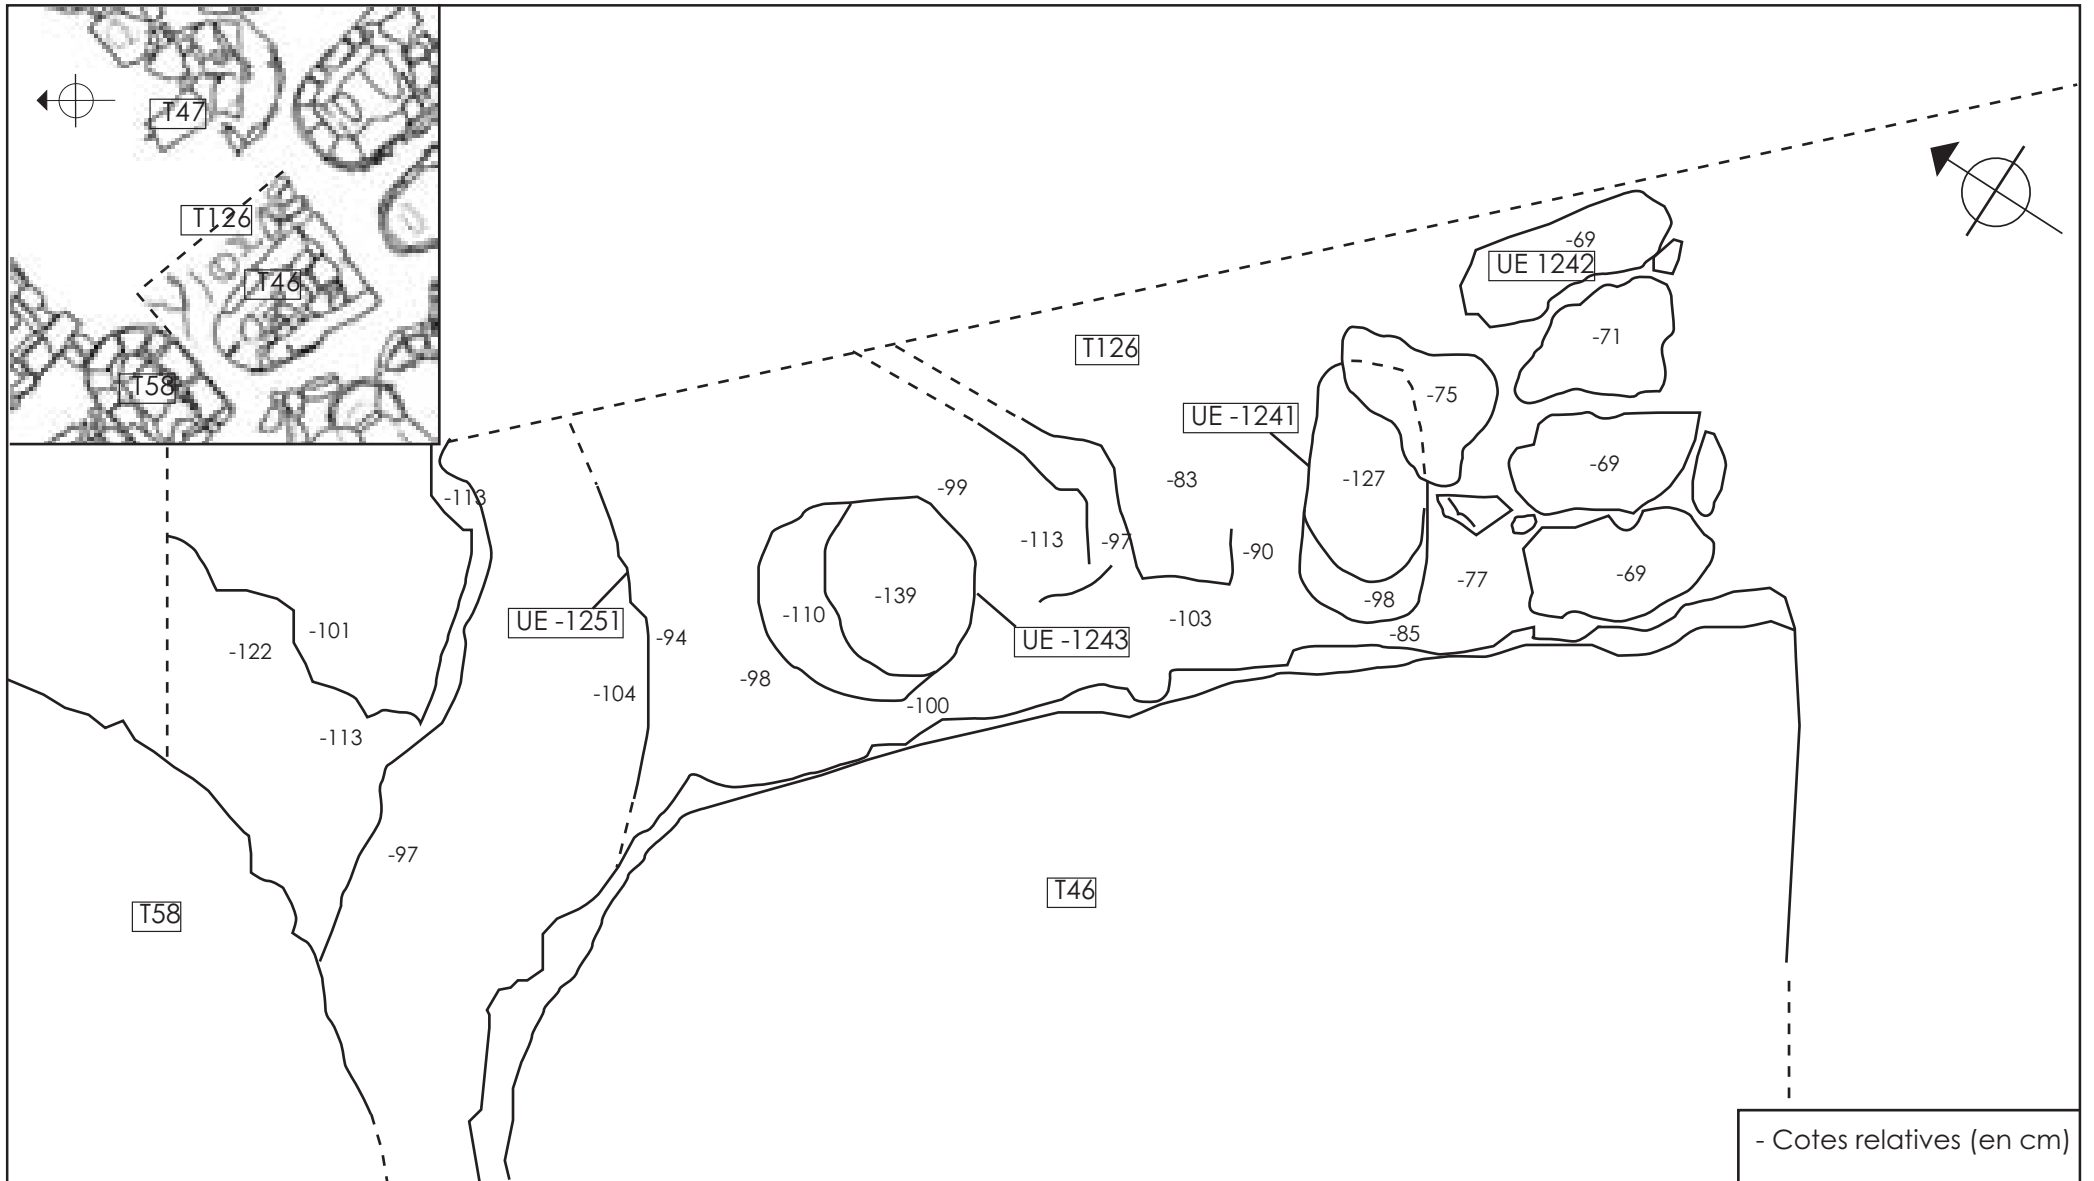 T47
T126
T46
T58
-69
UE 1242
-71
T126
-75
UE -1241
-127
-69
-83
-99
-113
-113
-97
-90
-77
-69
-98
-139
-110
UE -1251
-94
UE -1243
-103
-85
-101
-122
-98
-104
-100
-113
-97
T58
T46
- Cotes relatives (en cm)